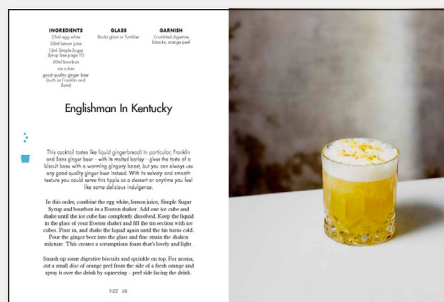 INGREDIENTS
25ml egg white
Simple Sugar
Syrup (see page 11)
50ml bourbon
ice cubes
good quality ginger beer
(such as Franklin and
Sons)
GLASS
Rocks glass or Tumbler
GARNISH
Crumbled digestive
biscuits, orange peel
Englishman In Kentucky
This cocktail tastes like liquid gingerbread! In particular, Franklin
and Sons ginger beer – with its malted barley – gives the taste of a
biscuit base with a warming gingery boost, but you can always use
any good quality ginger beer instead. With its velvety and smooth
texture you could serve this tipple as a dessert or anytime you feel
like some delicious indulgence.
In this order, combine the egg white, lemon juice, Simple Sugar
Syrup and bourbon in a Boston shaker. Add one ice cube and
shake until the ice cube has completely dissolved. Keep the liquid
in the glass of your Boston shaker and fill the tin section with ice
cubes. Pour in, and shake the liquid again until the tin turns cold.
Pour the ginger beer into the glass and fine strain the shaken
mixture. This creates a scrumptious foam that's lovely and light.
Smash up some digestive biscuits and sprinkle on top. For aroma,
cut a small disc of orange peel from the side of a fresh orange and
spray it over the drink by squeezing – peel side facing the drink.
FIZZ